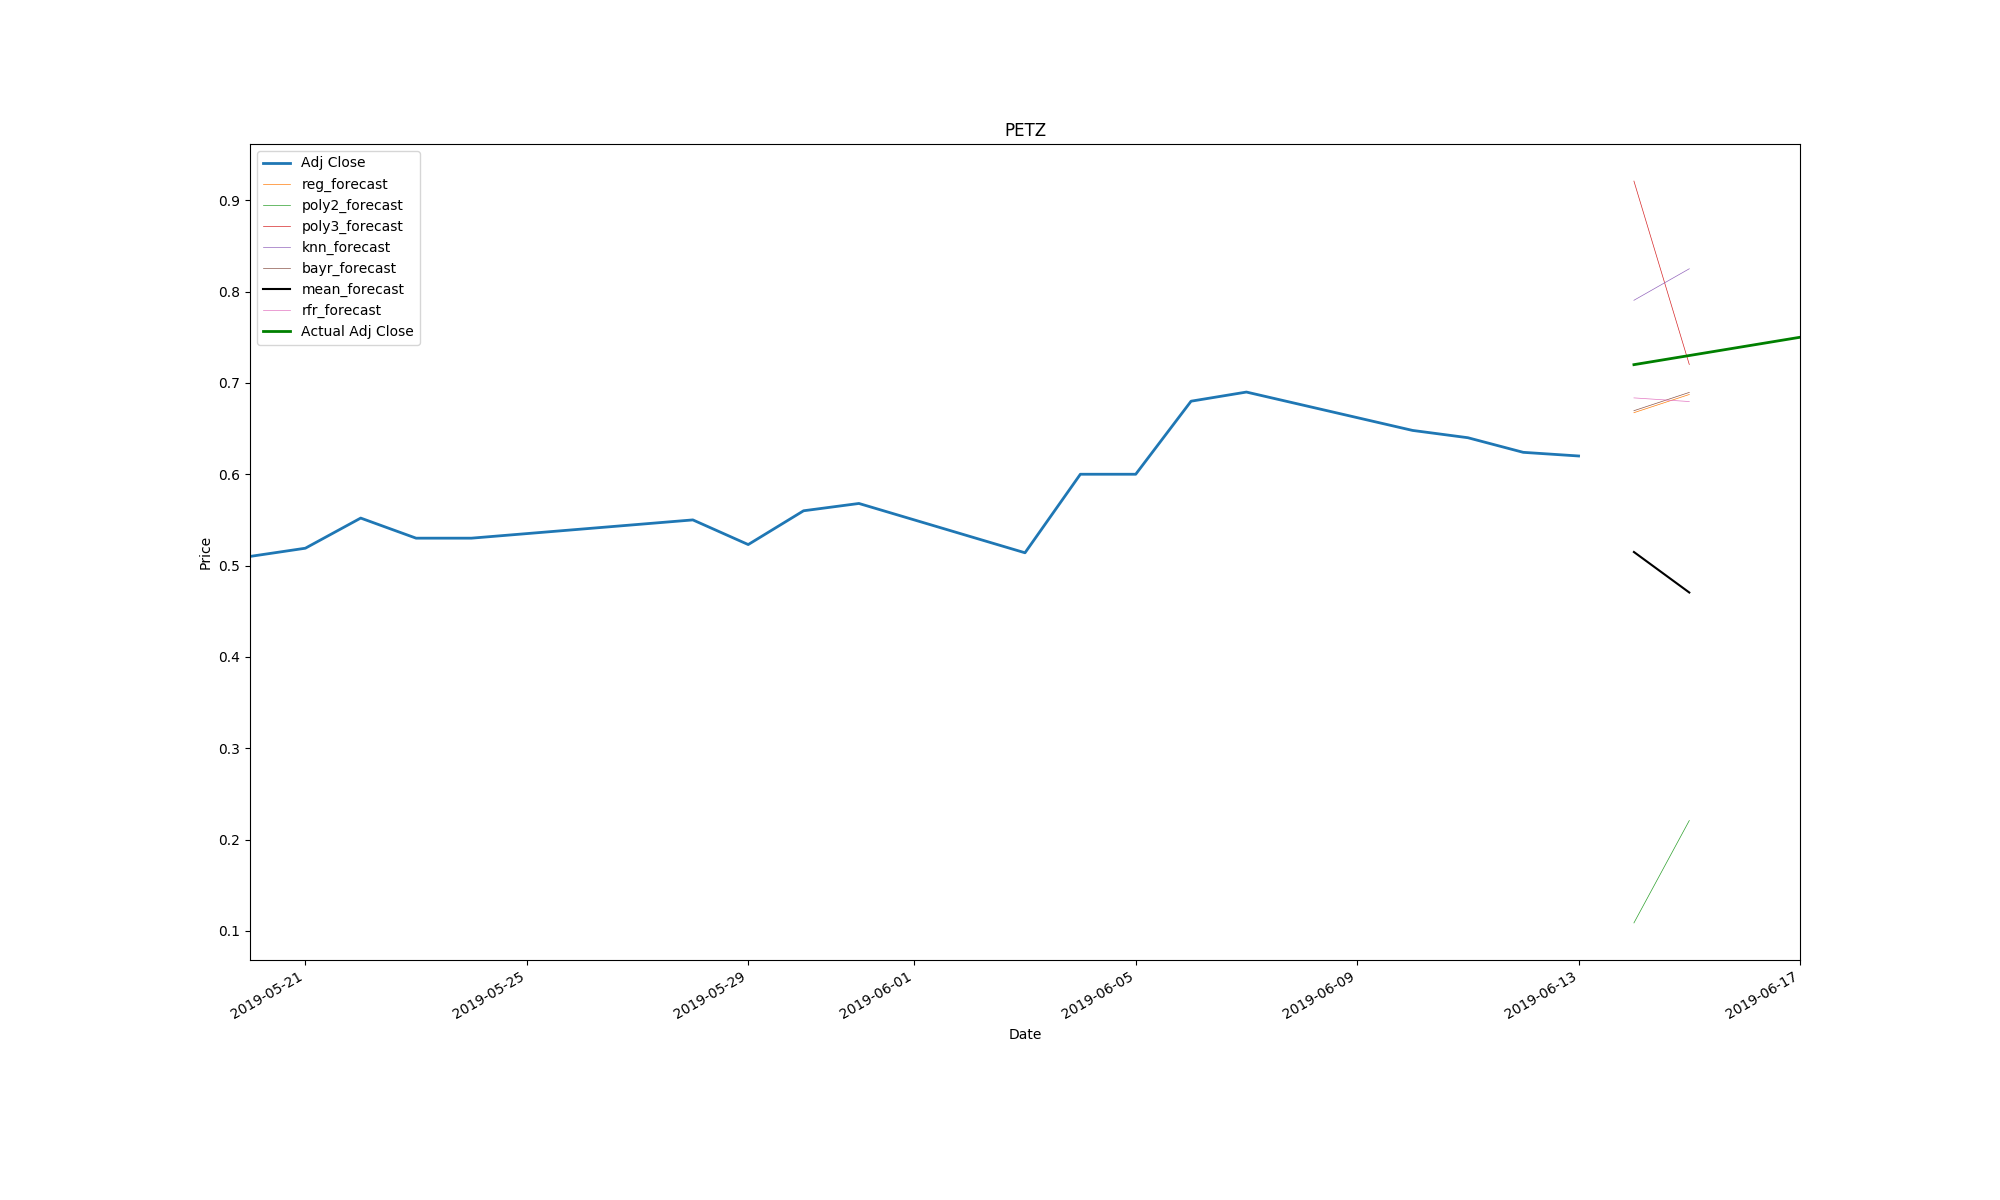 PETZ
Adj Close
reg_forecast
poly2_forecast
poly3_forecast
knn_forecast
bayr_forecast
mean_forecast
rfr_forecast
Actual Adj Close
0.9
0.8
0.7
0.6
0.5
0.4
0.3
0.2
0.1
Price
2019-05-21
2019-05-25
2019-05-29
2019-06-01
2019-06-05
2019-06-09
2019-06-13
2019-06-17
Date